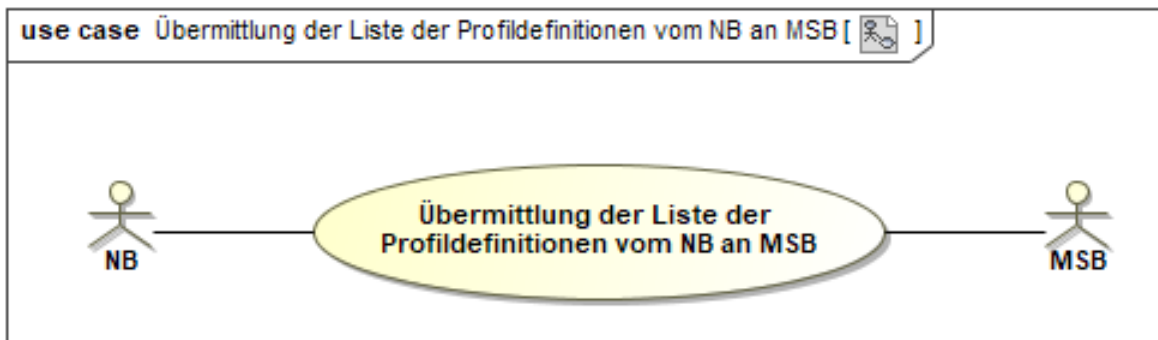 use case Übermittlung der Liste der Profildefinitionen vom NB an MSB [ ]
Übermittlung der Liste der
Profildefinitionen vom NB an MSB
NB
MSB